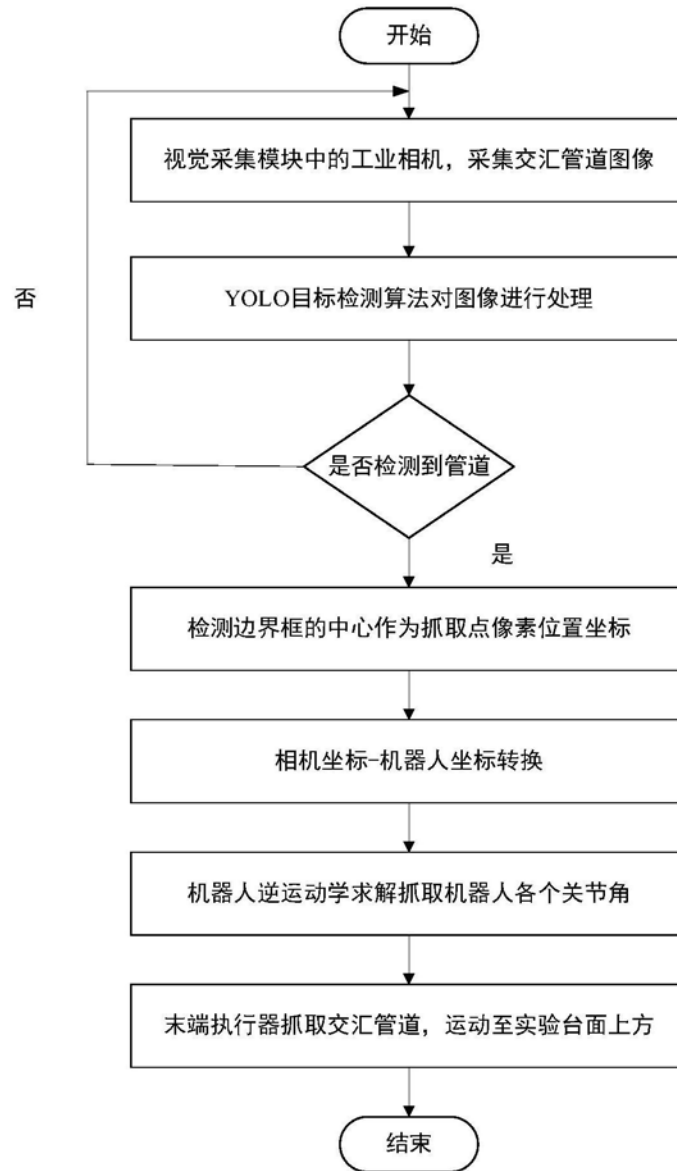 开始
视觉采集模块中的工业相机，采集交汇管道图像
否
YOLO目标检测算法对图像进行处理
是否检测到管道
是
检测边界框的中心作为抓取点像素位置坐标
相机坐标-机器人坐标转换
机器人逆运动学求解抓取机器人各个关节角
末端执行器抓取交汇管道，运动至实验台面上方
结束